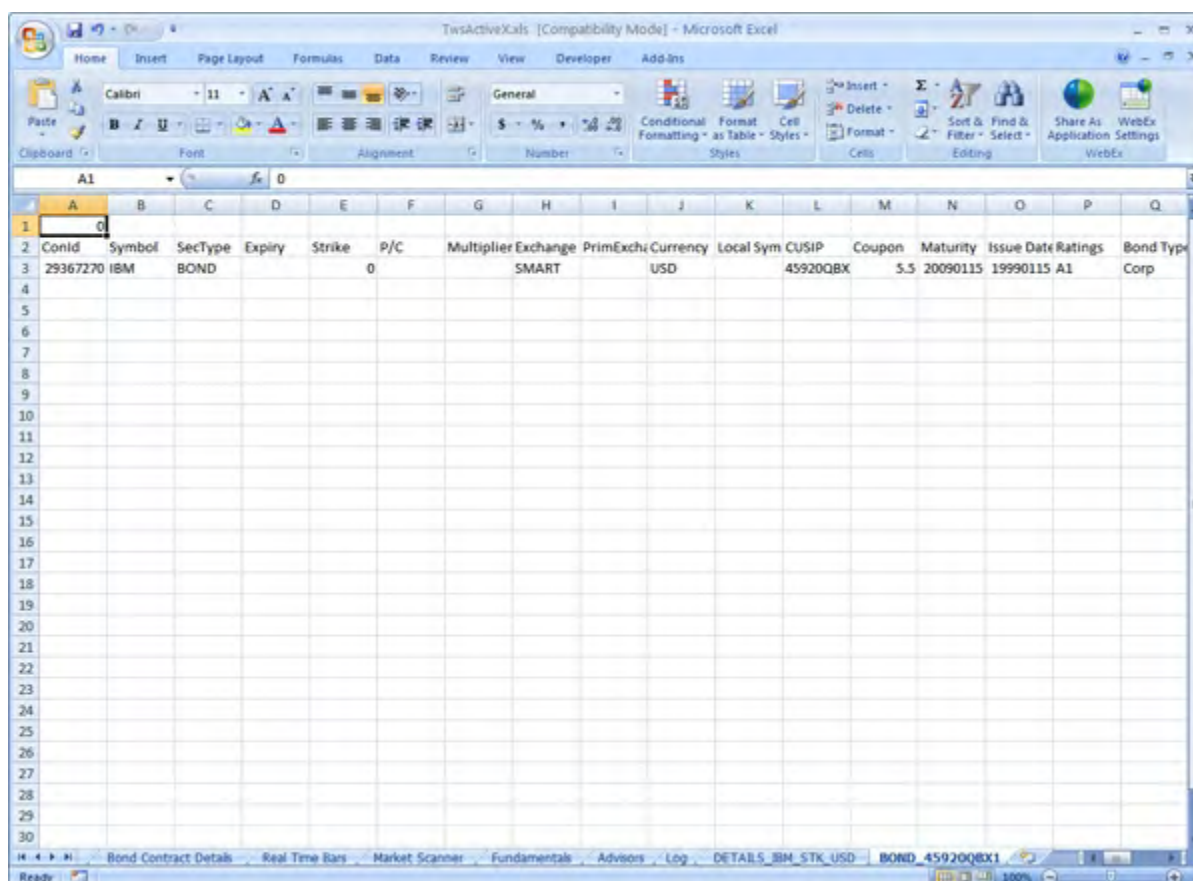 TwsActiveX.xls [Compatibility Mode] - Microsoft Excel
Home Insert Page Layout Formulas Data Review View Developer Add-Ins
Paste Calibri 11 A A General Conditional Formatting Format as Table Cell Styles Insert Delete Format Σ Sort & Filter Find & Select Share As Application WebEx Settings
B I U A $ % ,
Clipboard Font Alignment Number Styles Cells Editing WebEx
A1 fx 0
A B C D E F G H I J K L M N O P Q
1 0
2 ConId Symbol SecType Expiry Strike P/C Multiplier Exchange PrimExcha Currency Local Sym CUSIP Coupon Maturity Issue Date Ratings Bond Type
3 29367270 IBM BOND 0 SMART USD 45920QBX 5.5 20090115 19990115 A1 Corp
4
5
6
7
8
9
10
11
12
13
14
15
16
17
18
19
20
21
22
23
24
25
26
27
28
29
30
Bond Contract Details Real Time Bars Market Scanner Fundamentals Advisors Log DETAILS_IBM_STK_USD BOND_45920QBX1
Ready 100%